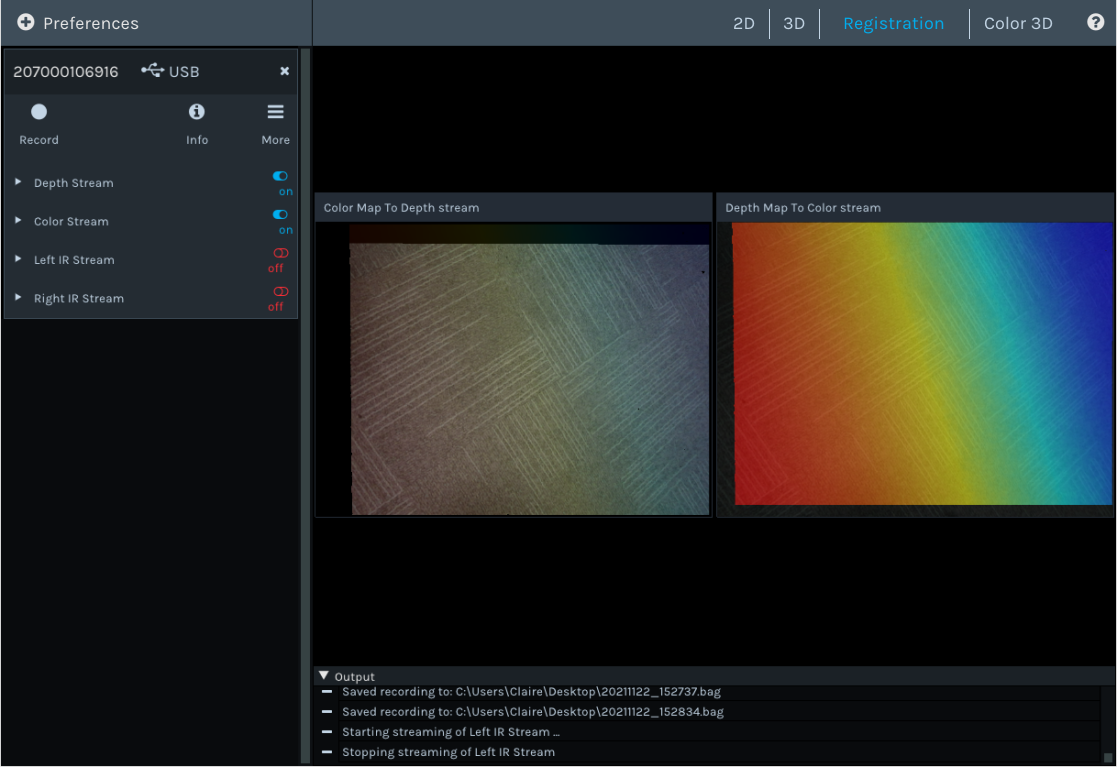 Preferences
2D 3D Registration Color 3D ?
207000106916 USB
Record Info More
Depth Stream on
Color Stream on
Left IR Stream off
Right IR Stream off
Color Map To Depth stream
Depth Map To Color stream
Output
Saved recording to: C:\Users\Claire\Desktop\20211122_152737.bag
Saved recording to: C:\Users\Claire\Desktop\20211122_152834.bag
Starting streaming of Left IR Stream ...
Stopping streaming of Left IR Stream